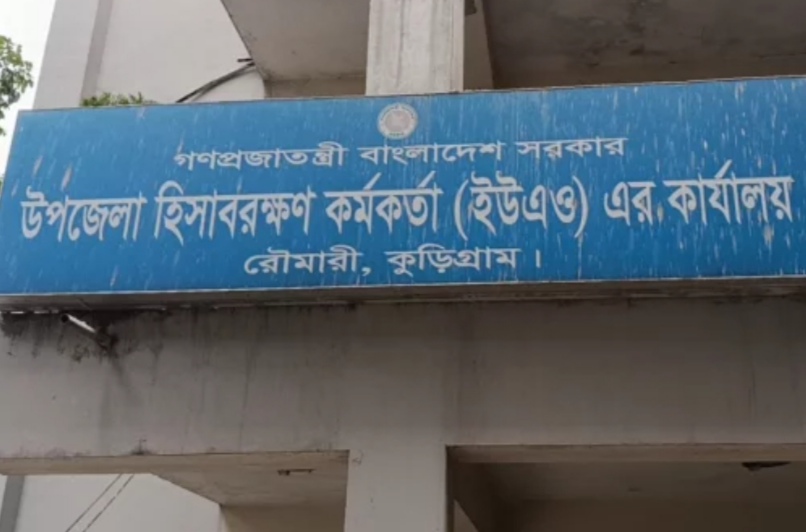 গণপ্রজাতন্ত্রী বাংলাদেশ সরকার
উপজেলা হিসাবরক্ষণ কর্মকর্তা (ইউএও) এর কার্যালয়
রৌমারী, কুড়িগ্রাম।